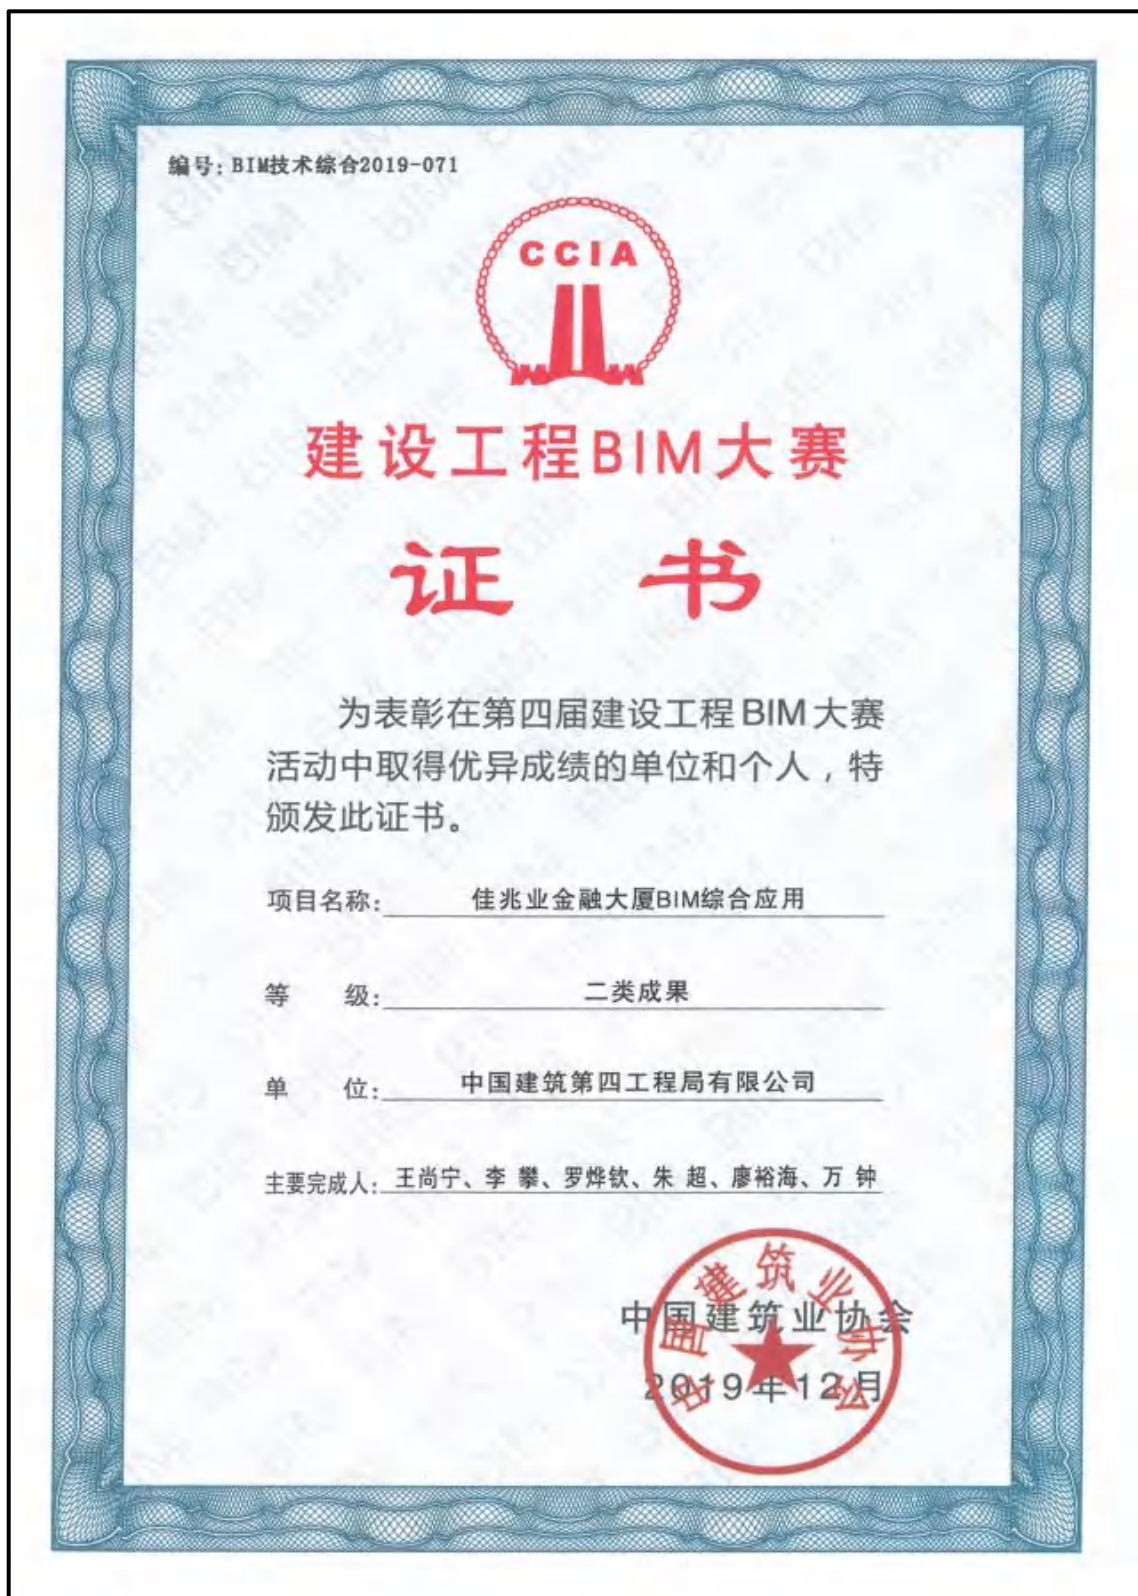 编号：BIM技术综合2019-071
CCIA
建设工程BIM大赛
证 书
为表彰在第四届建设工程BIM大赛
活动中取得优异成绩的单位和个人，特
颁发此证书。
项目名称：佳兆业金融大厦BIM综合应用
等 级：二类成果
单 位：中国建筑第四工程局有限公司
主要完成人：王尚宁、李 攀、罗烨钦、朱 超、廖裕海、万 钟
中国建筑业协会
2019年12月
中国建筑业协会